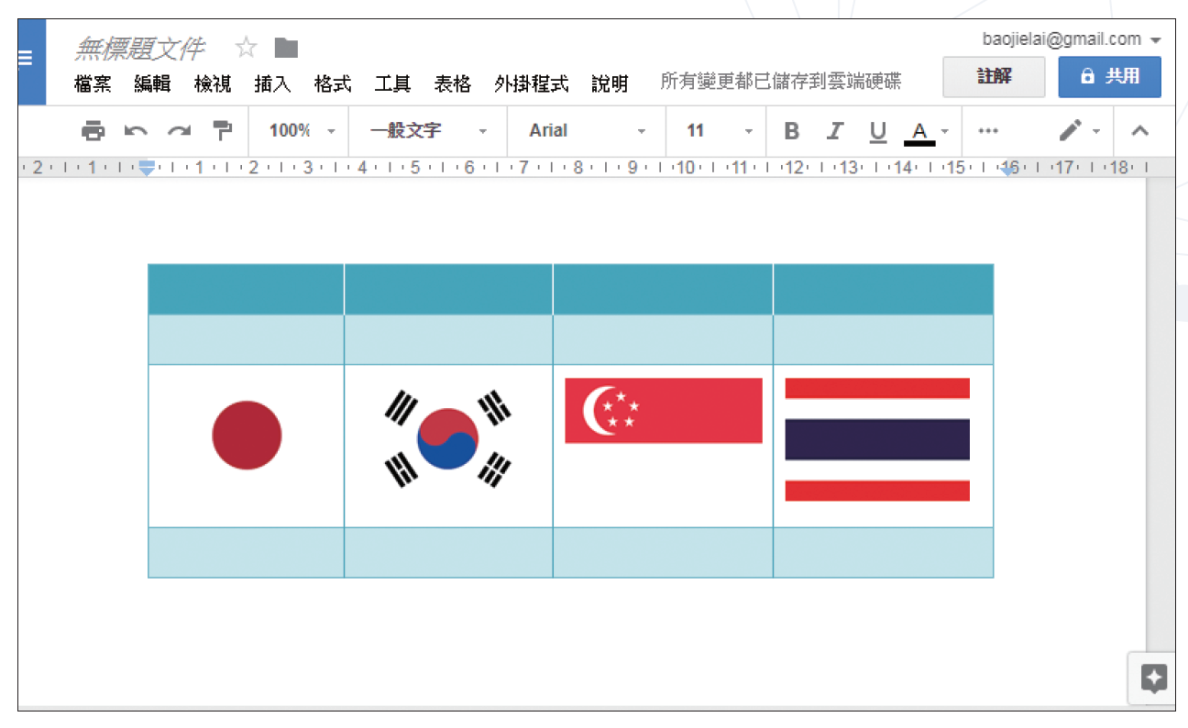 無標題文件
baojielai@gmail.com
檔案 編輯 檢視 插入 格式 工具 表格 外掛程式 說明 所有變更都已儲存到雲端硬碟
註解 共用
100% 一般文字 Arial 11 B I U A ...
2 1 1 2 3 4 5 6 7 8 9 10 11 12 13 14 15 16 17 18